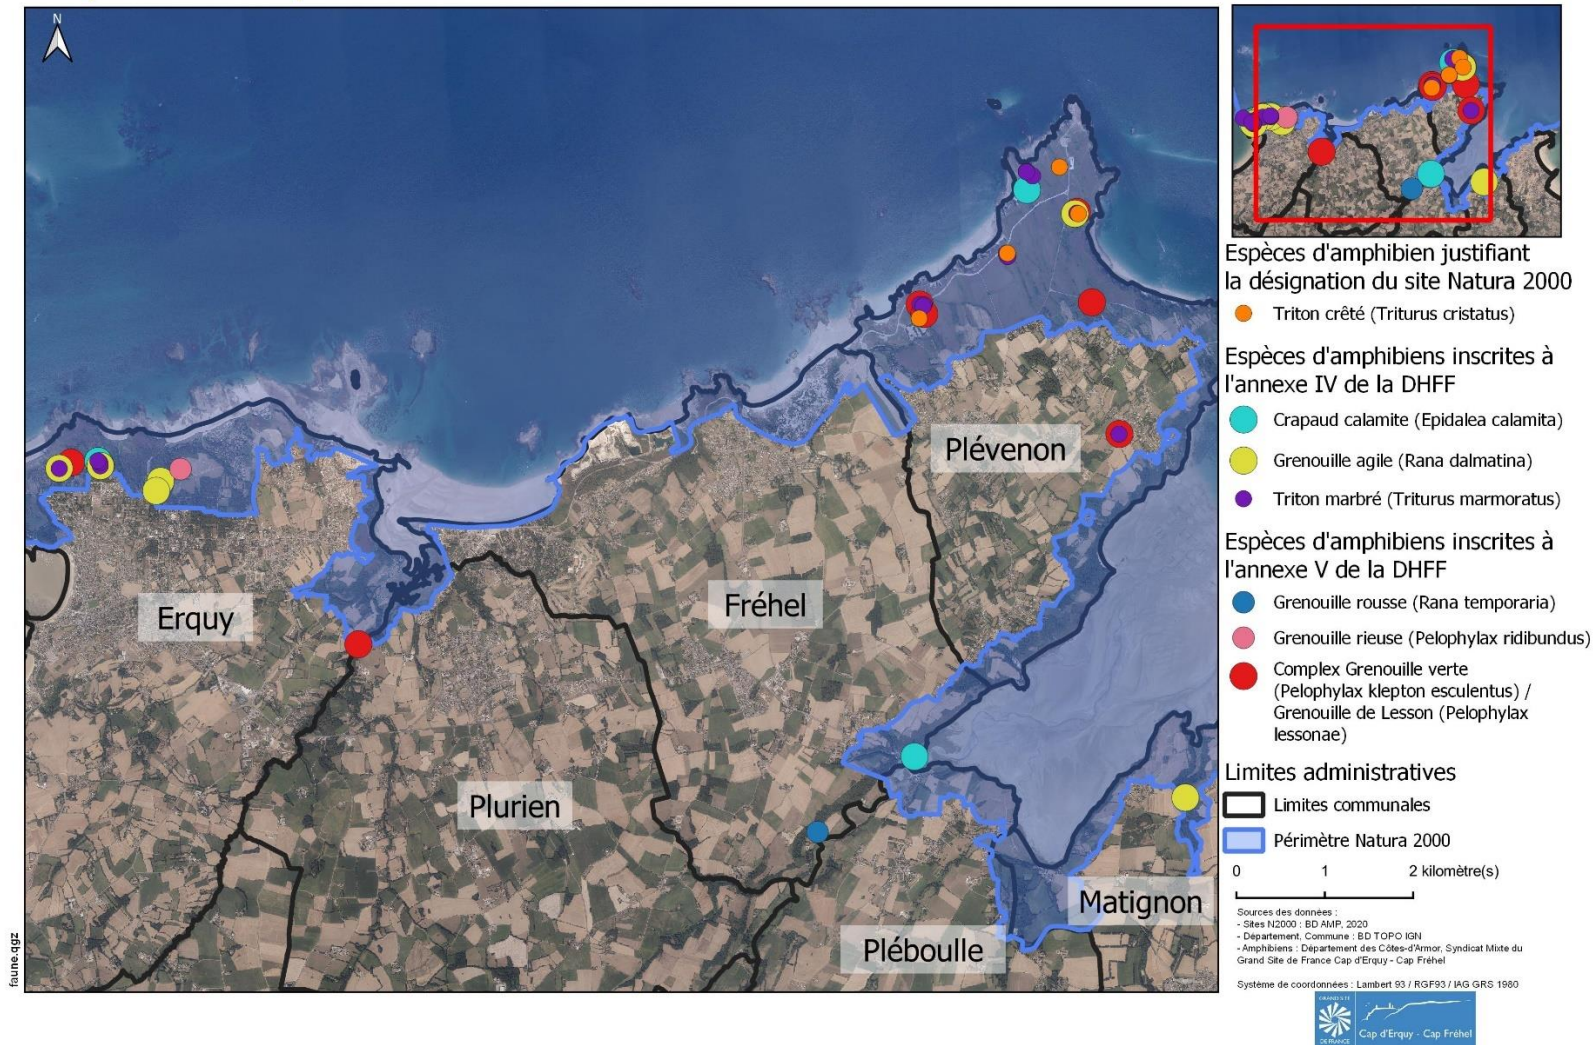 N
Plévenon
Fréhel
Erquy
Plurien
Matignon
Pléboulle
faune.qgz
Espèces d'amphibien justifiant
la désignation du site Natura 2000
Triton crêté (Triturus cristatus)
Espèces d'amphibiens inscrites à
l'annexe IV de la DHFF
Crapaud calamite (Epidalea calamita)
Grenouille agile (Rana dalmatina)
Triton marbré (Triturus marmoratus)
Espèces d'amphibiens inscrites à
l'annexe V de la DHFF
Grenouille rousse (Rana temporaria)
Grenouille rieuse (Pelophylax ridibundus)
Complex Grenouille verte
(Pelophylax klepton esculentus) /
Grenouille de Lesson (Pelophylax
lessonae)
Limites administratives
Limites communales
Périmètre Natura 2000
0 1 2 kilomètre(s)
Sources des données :
- Sites N2000 : BD AMP, 2020
- Département, Commune : BD TOPO IGN
- Amphibiens : Département des Côtes-d'Armor, Syndicat Mixte du
Grand Site de France Cap d'Erquy - Cap Fréhel
Système de coordonnées : Lambert 93 / RGF93 / IAG GRS 1980
GRAND SITE
DE FRANCE
Cap d'Erquy - Cap Fréhel